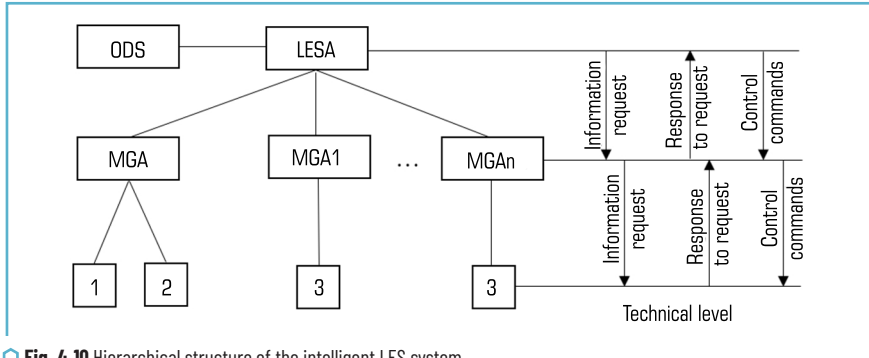 ODS
LESA
Information
request
Response
to request
Control
commands
MGA
MGA1
...
MGAn
Information
request
Response
to request
Control
commands
1
2
3
3
Technical level
Fig. 4.10 Hierarchical structure of the intelligent LES system